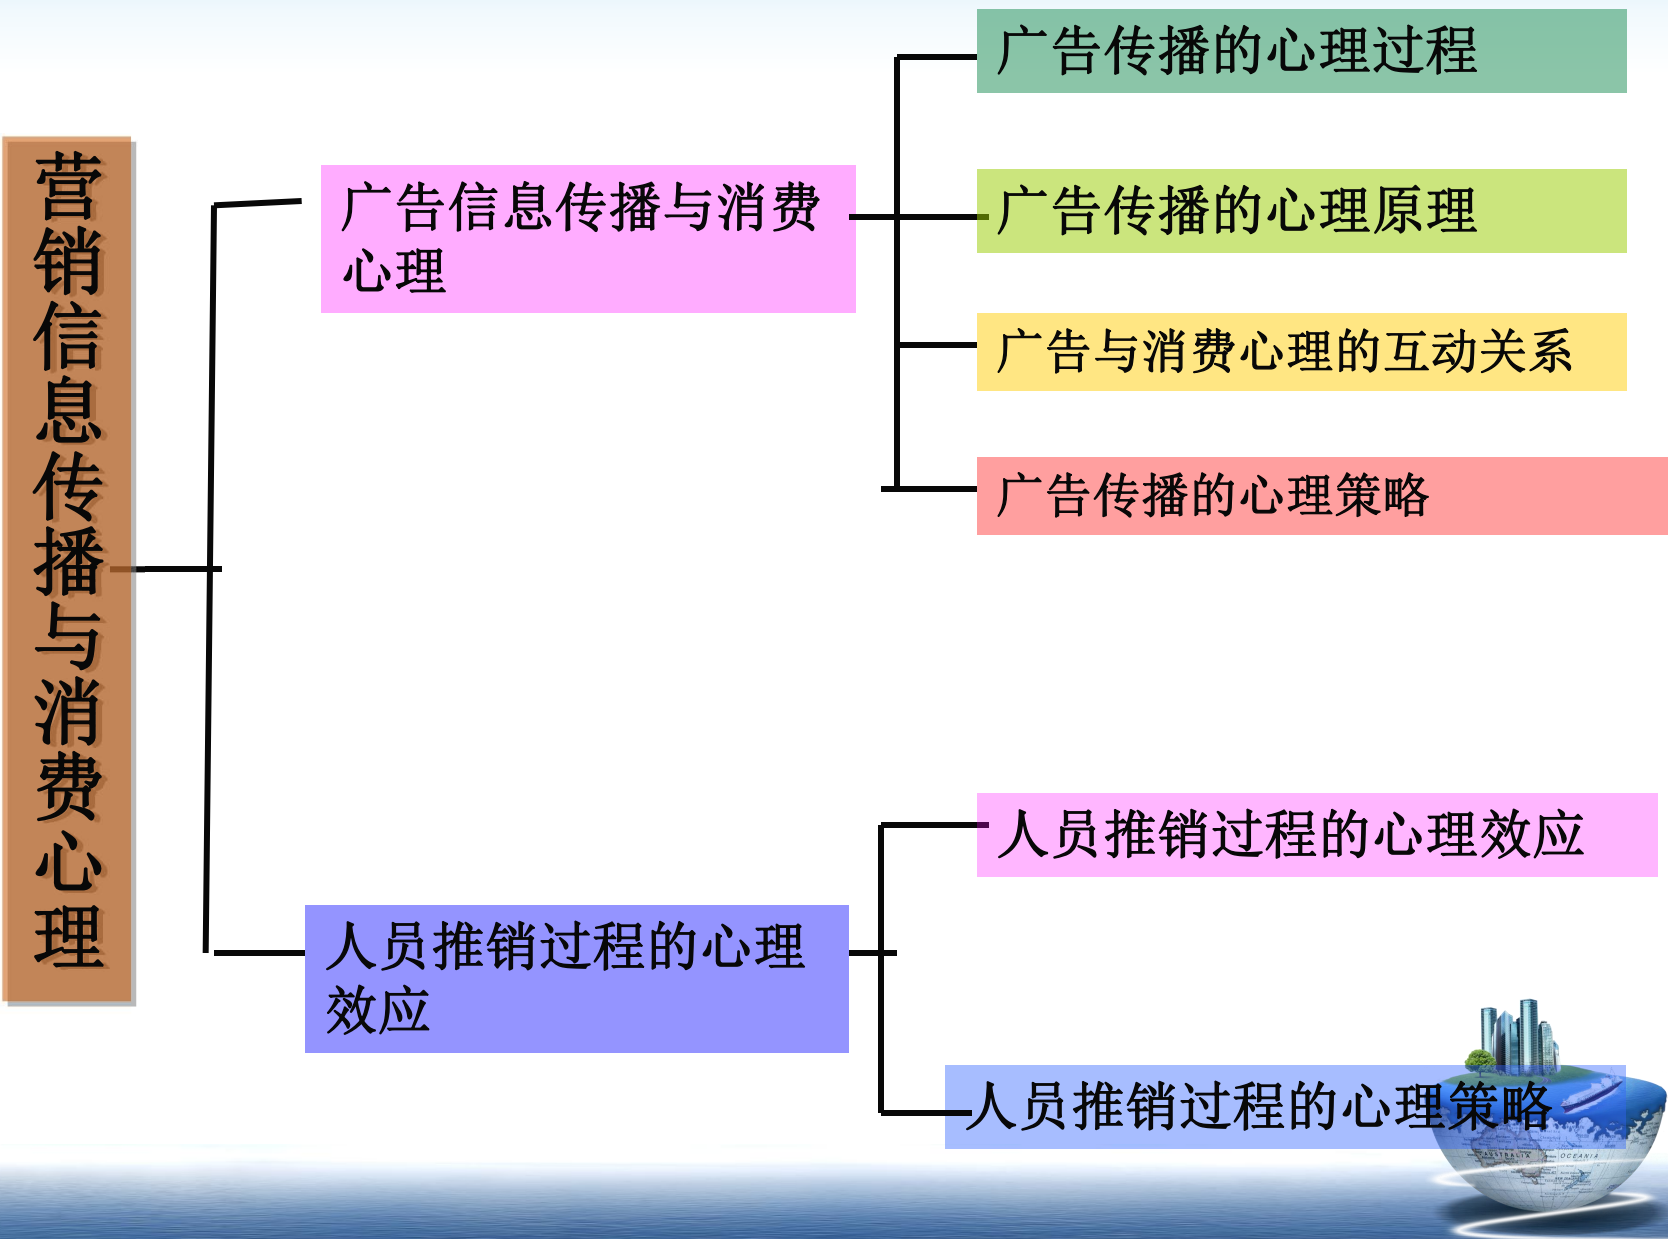 营销信息传播与消费心理
广告信息传播与消费
心理
广告传播的心理过程
广告传播的心理原理
广告与消费心理的互动关系
广告传播的心理策略
人员推销过程的心理
效应
人员推销过程的心理效应
人员推销过程的心理策略
AUSTRALIA
OCEANIA